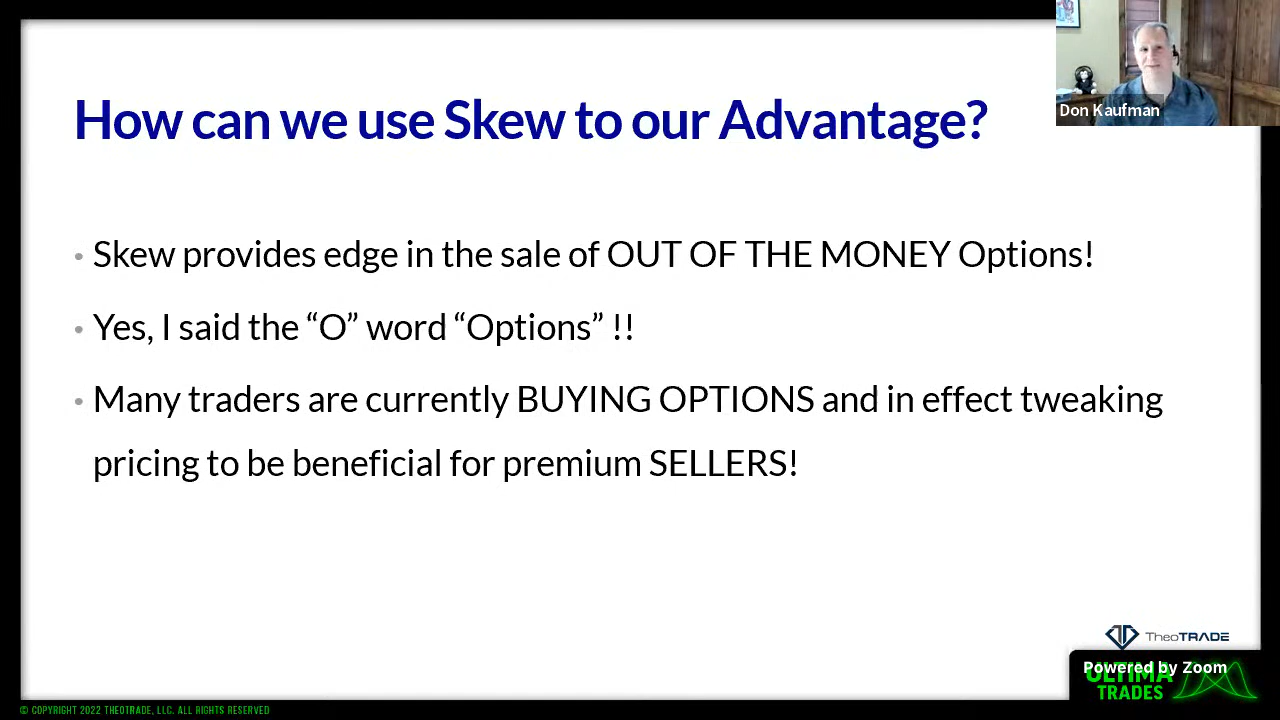 Don Kaufman
How can we use Skew to our Advantage?
• Skew provides edge in the sale of OUT OF THE MONEY Options!
• Yes, I said the “O” word “Options” !!
• Many traders are currently BUYING OPTIONS and in effect tweaking
pricing to be beneficial for premium SELLERS!
TheoTRADE
Powered by Zoom
ULTIMA
TRADES
© COPYRIGHT 2022 THEOTRADE, LLC. ALL RIGHTS RESERVED